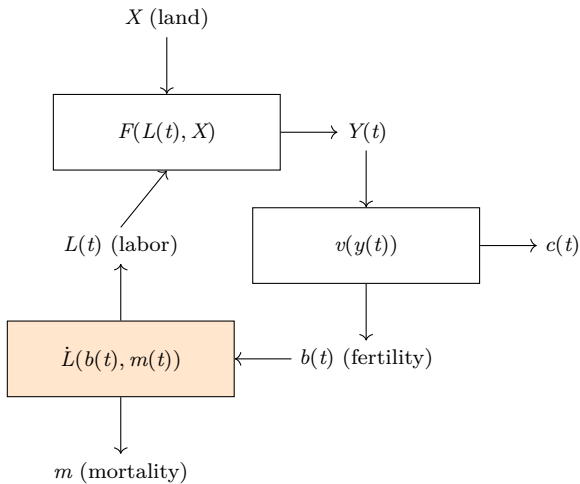 X (land)
F(L(t), X)
Y(t)
L(t) (labor)
v(y(t))
c(t)
L̇(b(t), m(t))
b(t) (fertility)
m (mortality)